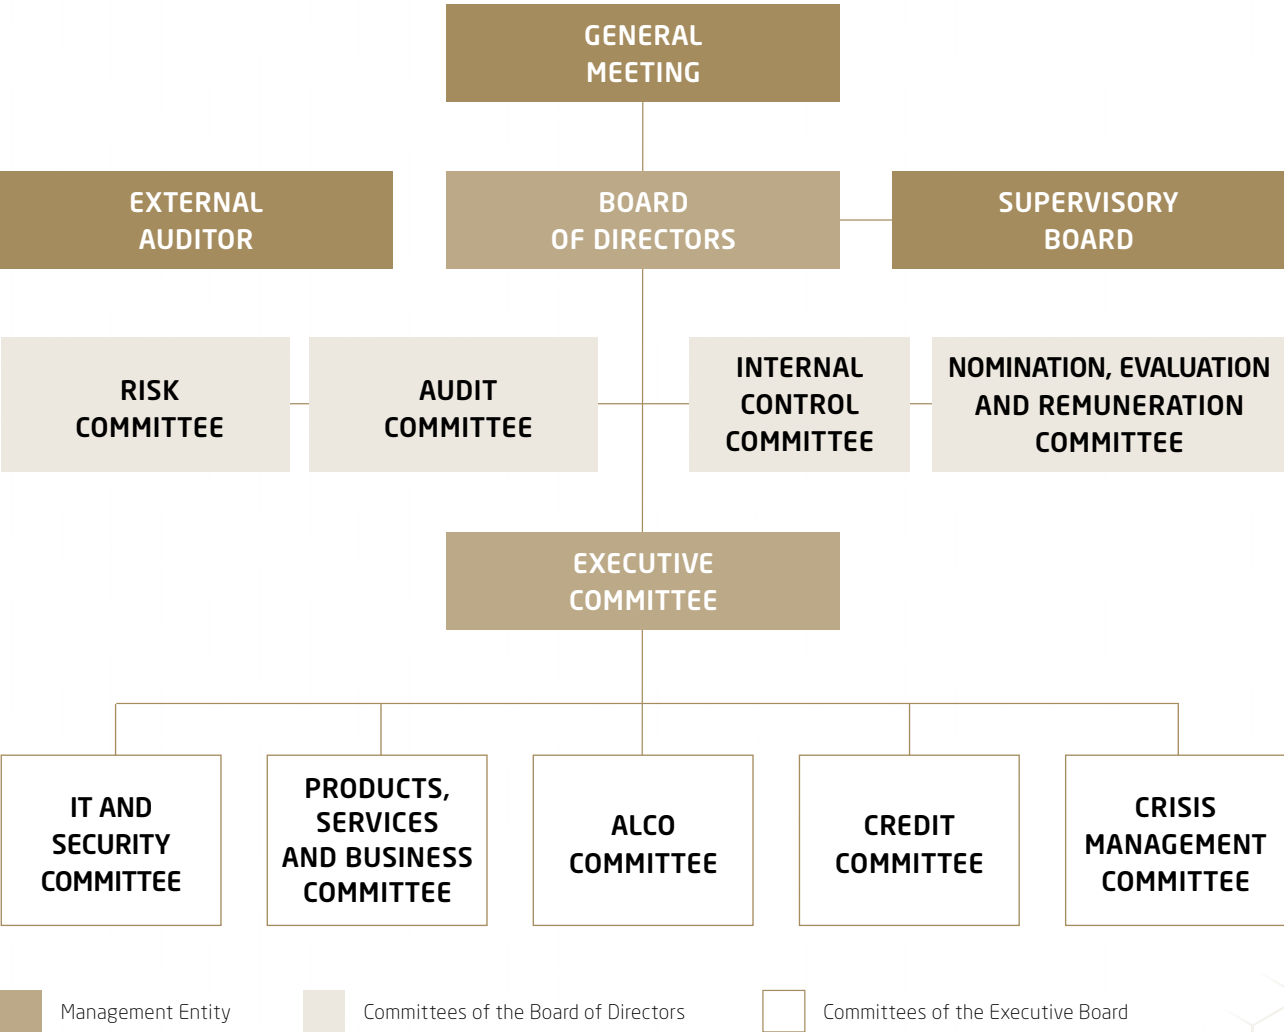 GENERAL
MEETING
EXTERNAL
AUDITOR
BOARD
OF DIRECTORS
SUPERVISORY
BOARD
RISK
COMMITTEE
AUDIT
COMMITTEE
INTERNAL
CONTROL
COMMITTEE
NOMINATION, EVALUATION
AND REMUNERATION
COMMITTEE
EXECUTIVE
COMMITTEE
IT AND
SECURITY
COMMITTEE
PRODUCTS,
SERVICES
AND BUSINESS
COMMITTEE
ALCO
COMMITTEE
CREDIT
COMMITTEE
CRISIS
MANAGEMENT
COMMITTEE
Management Entity
Committees of the Board of Directors
Committees of the Executive Board